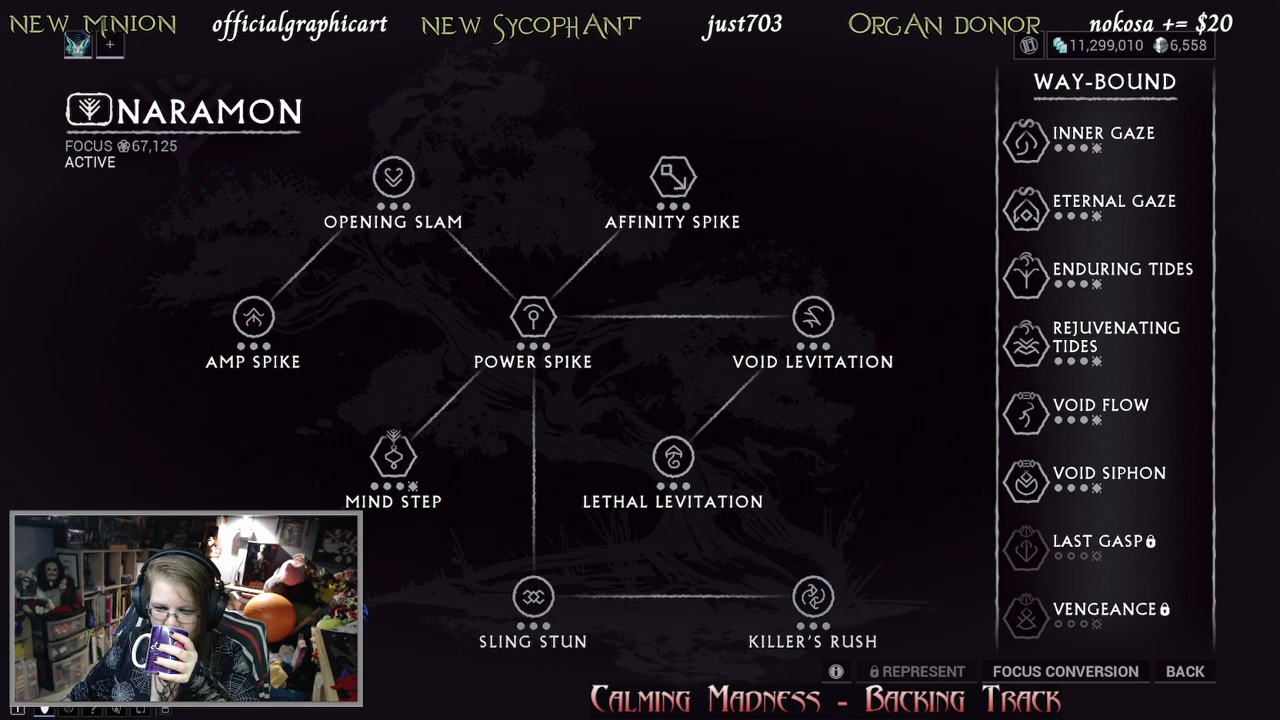 NEW MINION officialgraphicart NEW SYCOPHANT just703 ORGAN DONOR nokosa += $20
11,299,010 6,558
NARAMON
FOCUS 67,125
ACTIVE
OPENING SLAM
AFFINITY SPIKE
AMP SPIKE
POWER SPIKE
VOID LEVITATION
MIND STEP
LETHAL LEVITATION
SLING STUN
KILLER'S RUSH
WAY-BOUND
INNER GAZE
ETERNAL GAZE
ENDURING TIDES
REJUVENATING
TIDES
VOID FLOW
VOID SIPHON
LAST GASP
VENGEANCE
REPRESENT FOCUS CONVERSION BACK
CALMING MADNESS - BACKING TRACK